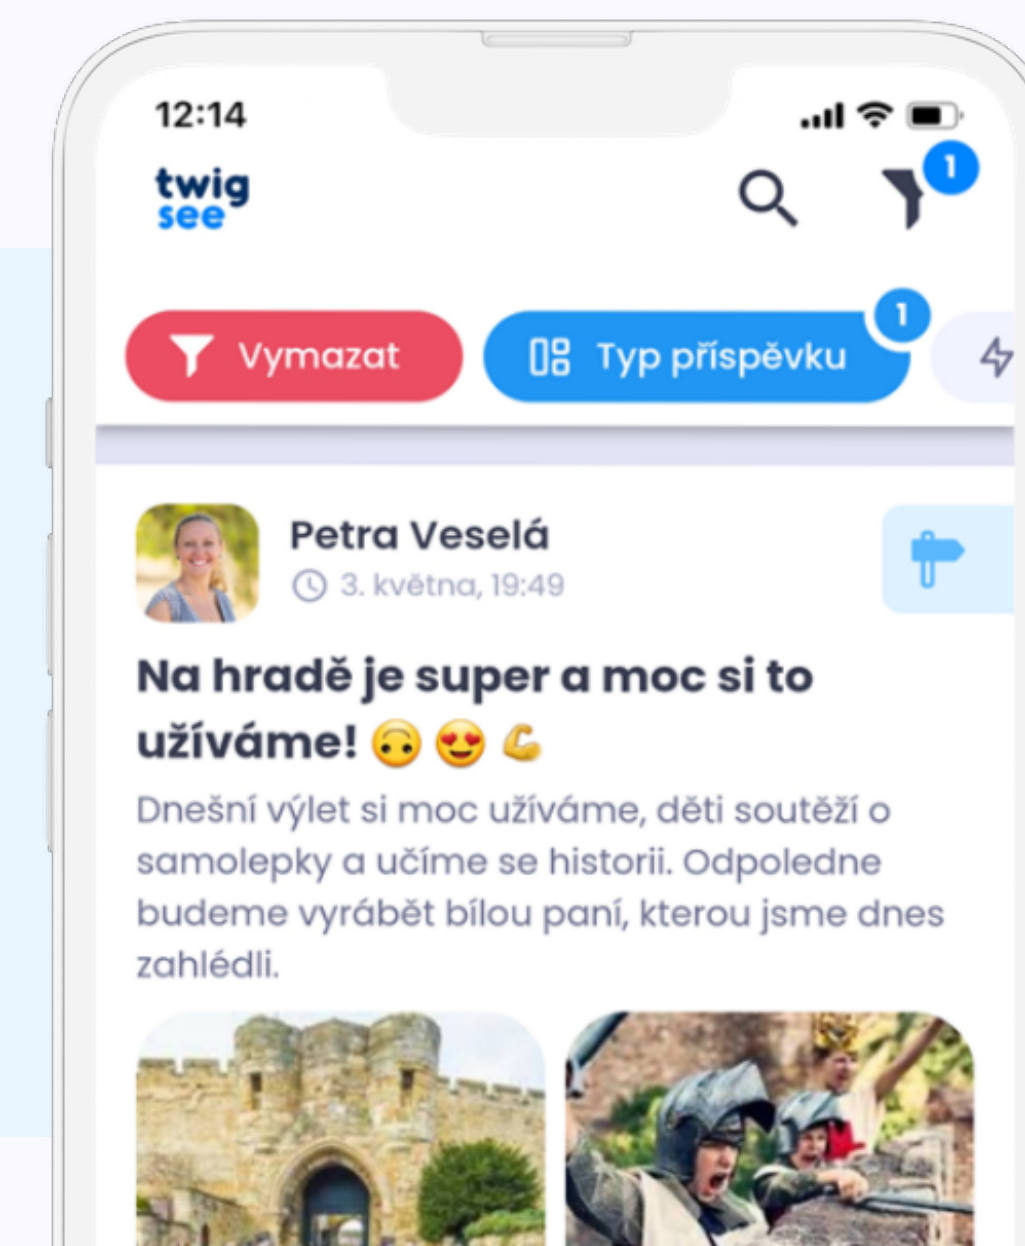 12:14
twig
see
1
Vymazat
Typ příspěvku
1
Petra Veselá
3. května, 19:49
Na hradě je super a moc si to
užíváme! 🙃 😍 💪
Dnešní výlet si moc užíváme, děti soutěží o
samolepky a učíme se historii. Odpoledne
budeme vyrábět bílou paní, kterou jsme dnes
zahlédli.